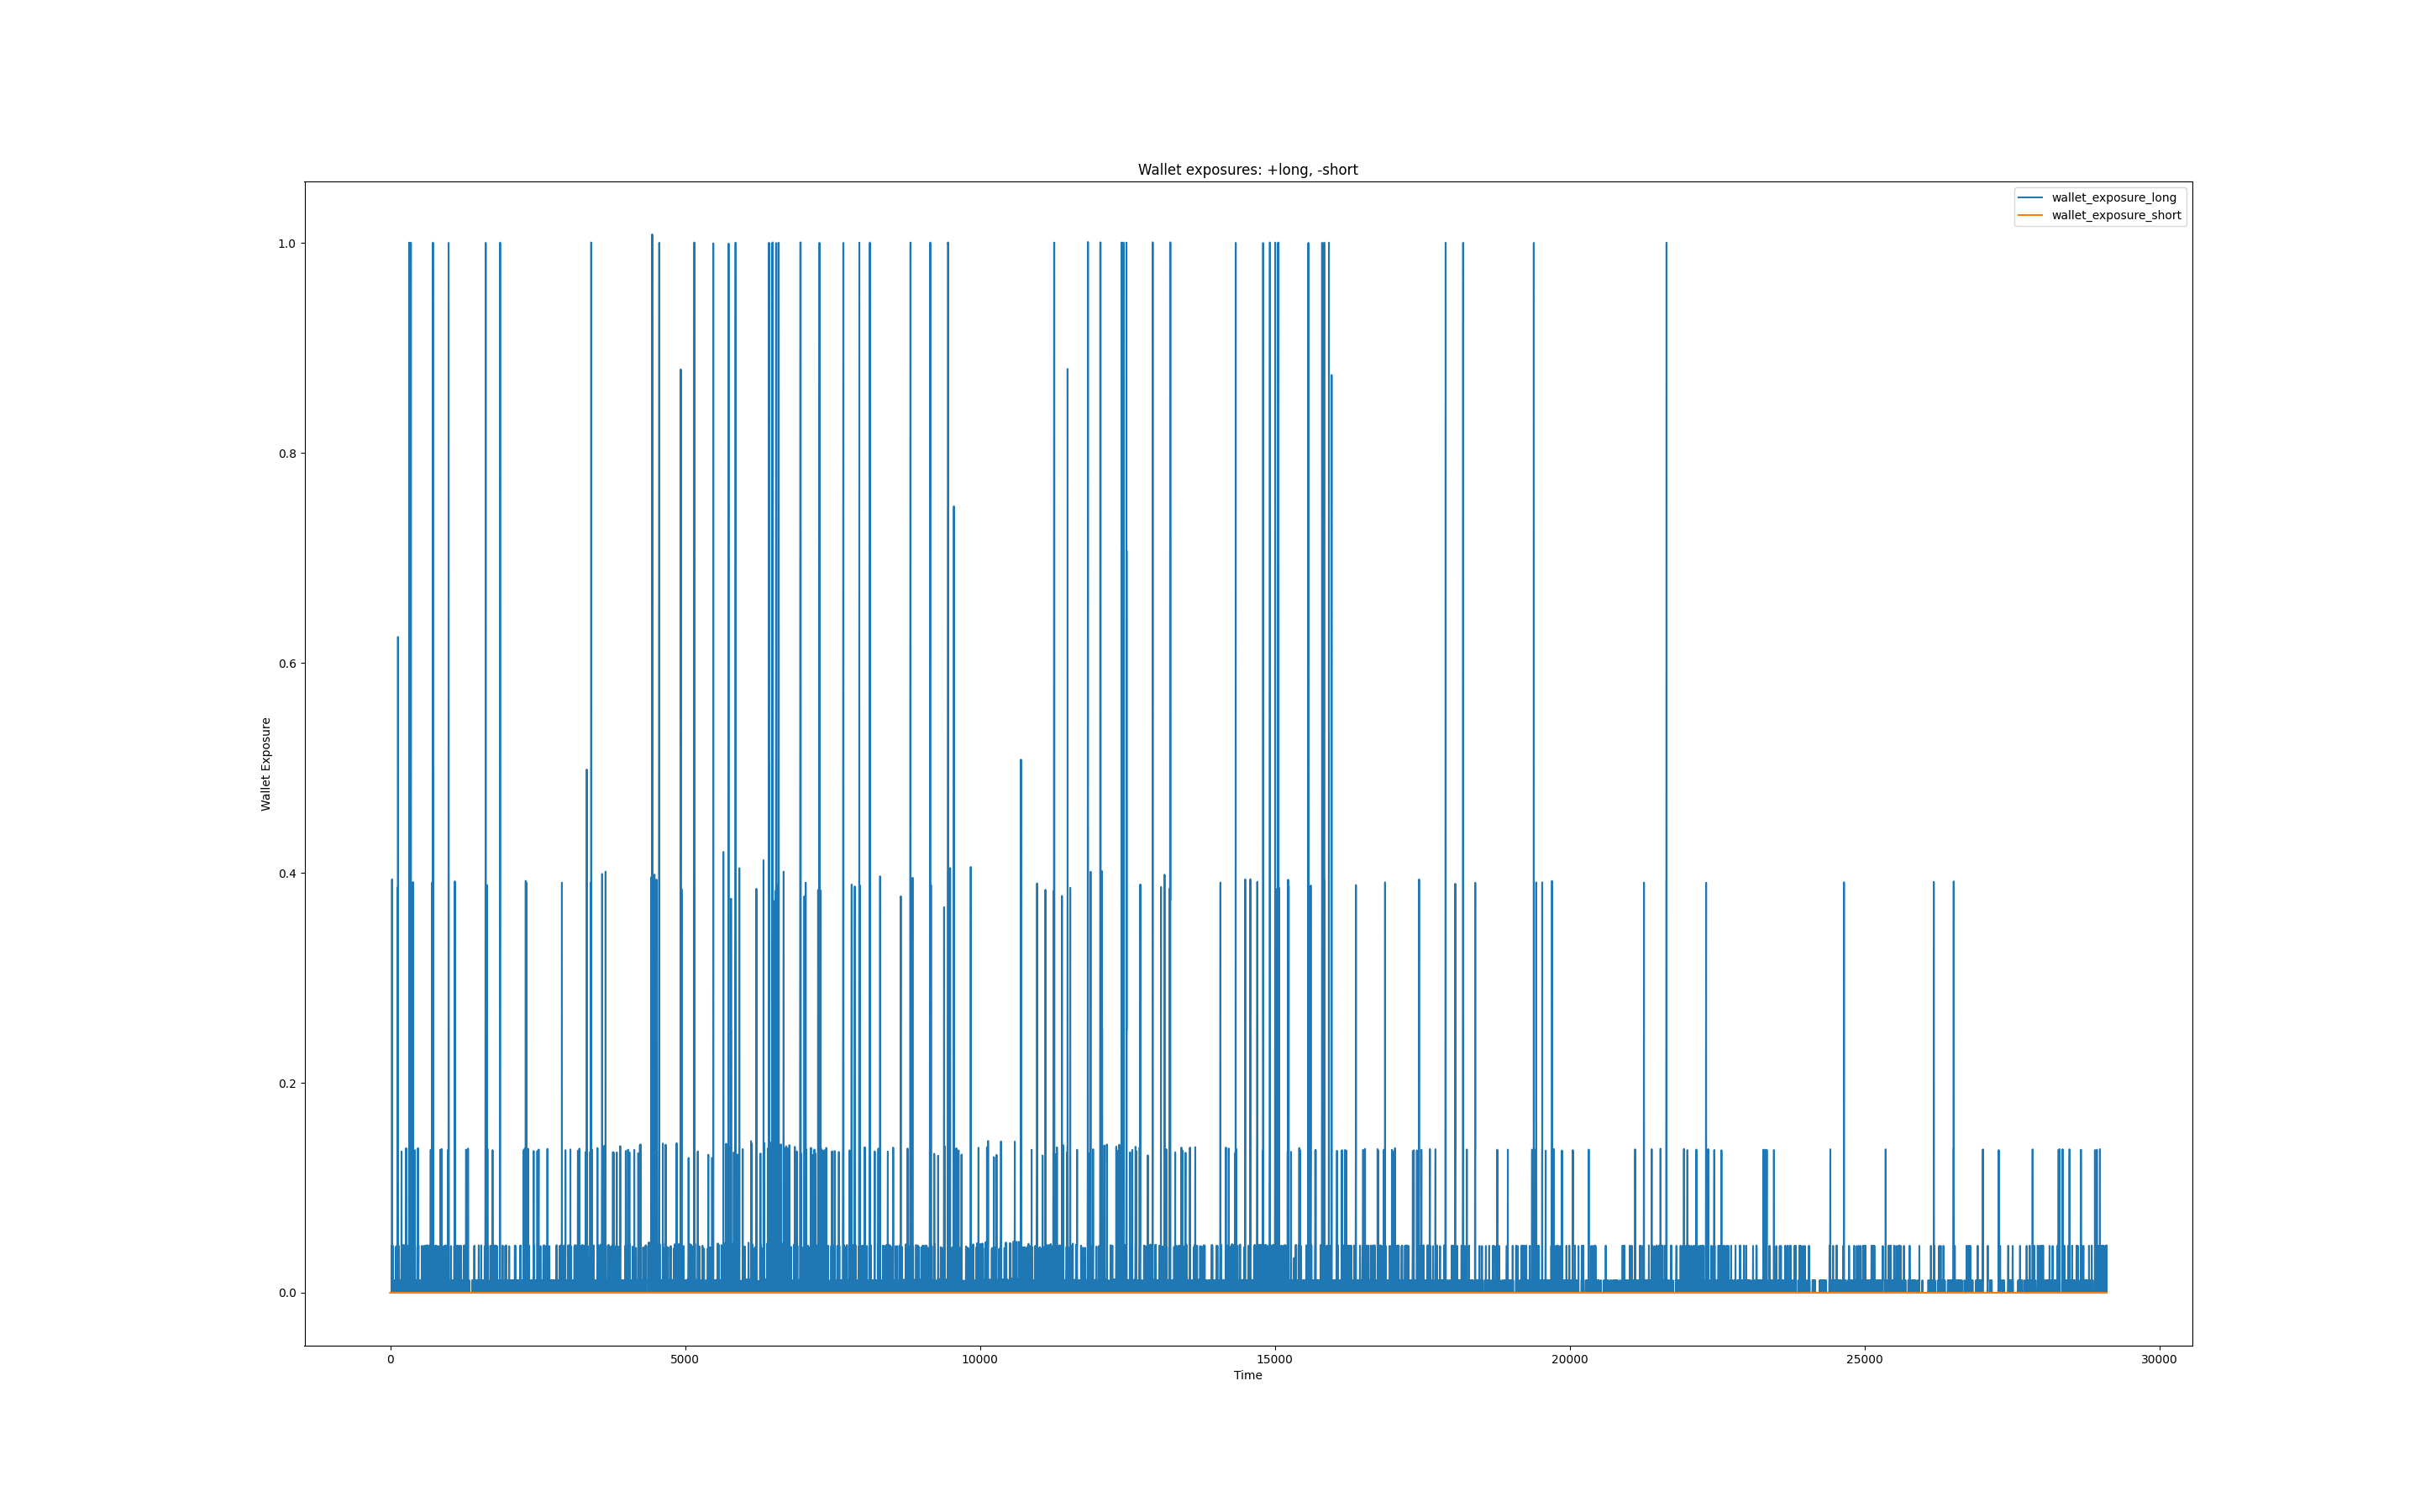 Wallet exposures: +long, -short
wallet_exposure_long
wallet_exposure_short
1.0
0.8
0.6
0.4
0.2
0.0
Wallet Exposure
0 5000 10000 15000 20000 25000 30000
Time